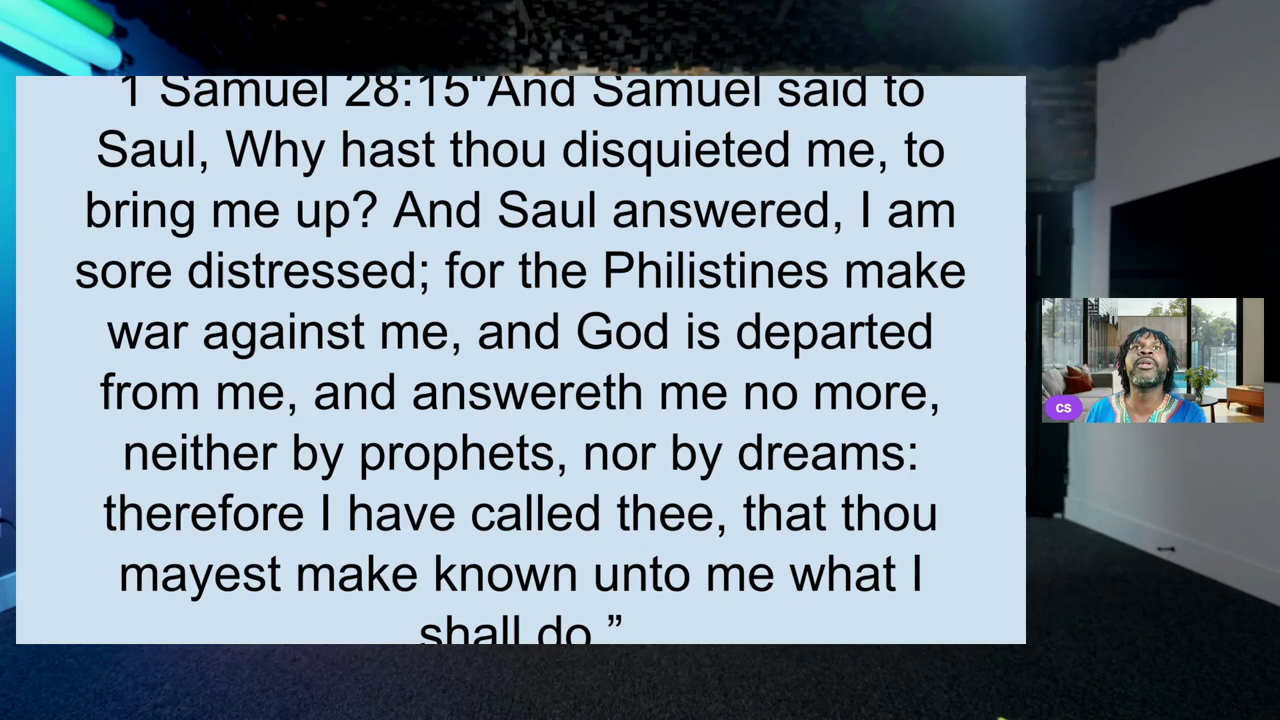 1 Samuel 28:15“And Samuel said to
Saul, Why hast thou disquieted me, to
bring me up? And Saul answered, I am
sore distressed; for the Philistines make
war against me, and God is departed
from me, and answereth me no more,
neither by prophets, nor by dreams:
therefore I have called thee, that thou
mayest make known unto me what I
shall do.”
CS